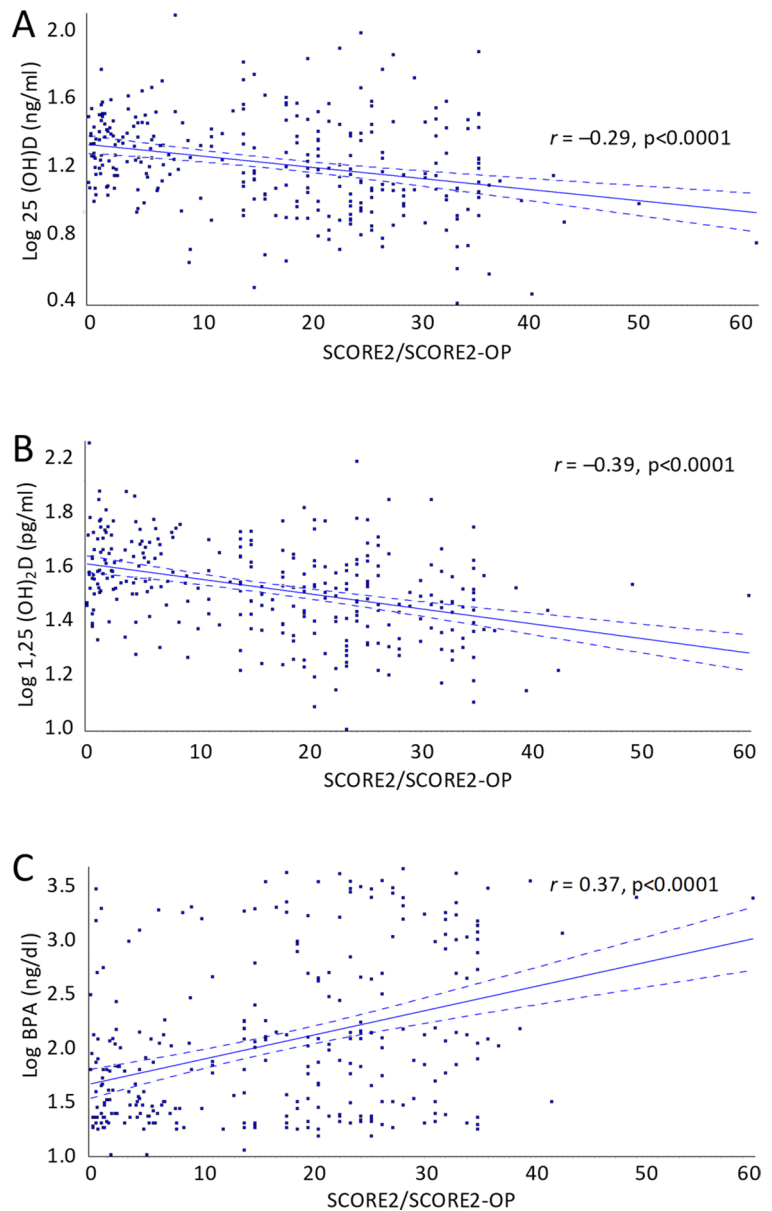 A
Log 25 (OH)D (ng/ml)
2.0
1.6
1.2
0.8
0.4
r = –0.29, p<0.0001
0 10 20 30 40 50 60
SCORE2/SCORE2-OP
B
Log 1,25 (OH)₂D (pg/ml)
2.2
1.8
1.6
1.4
1.2
1.0
r = –0.39, p<0.0001
0 10 20 30 40 50 60
SCORE2/SCORE2-OP
C
Log BPA (ng/dl)
3.5
3.0
2.5
2.0
1.5
1.0
r = 0.37, p<0.0001
0 10 20 30 40 50 60
SCORE2/SCORE2-OP